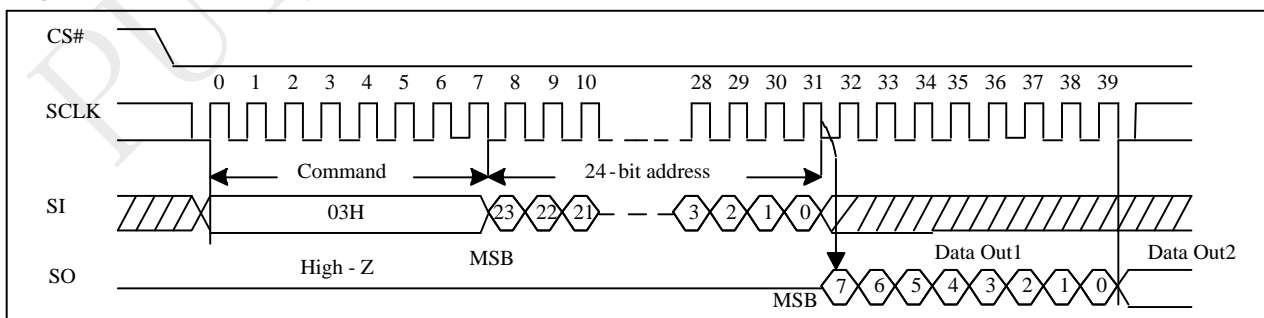 CS#
0 1 2 3 4 5 6 7 8 9 10 28 29 30 31 32 33 34 35 36 37 38 39
SCLK
Command 24-bit address
SI 03H 23 22 21 3 2 1 0
High - Z MSB Data Out1 Data Out2
SO MSB 7 6 5 4 3 2 1 0